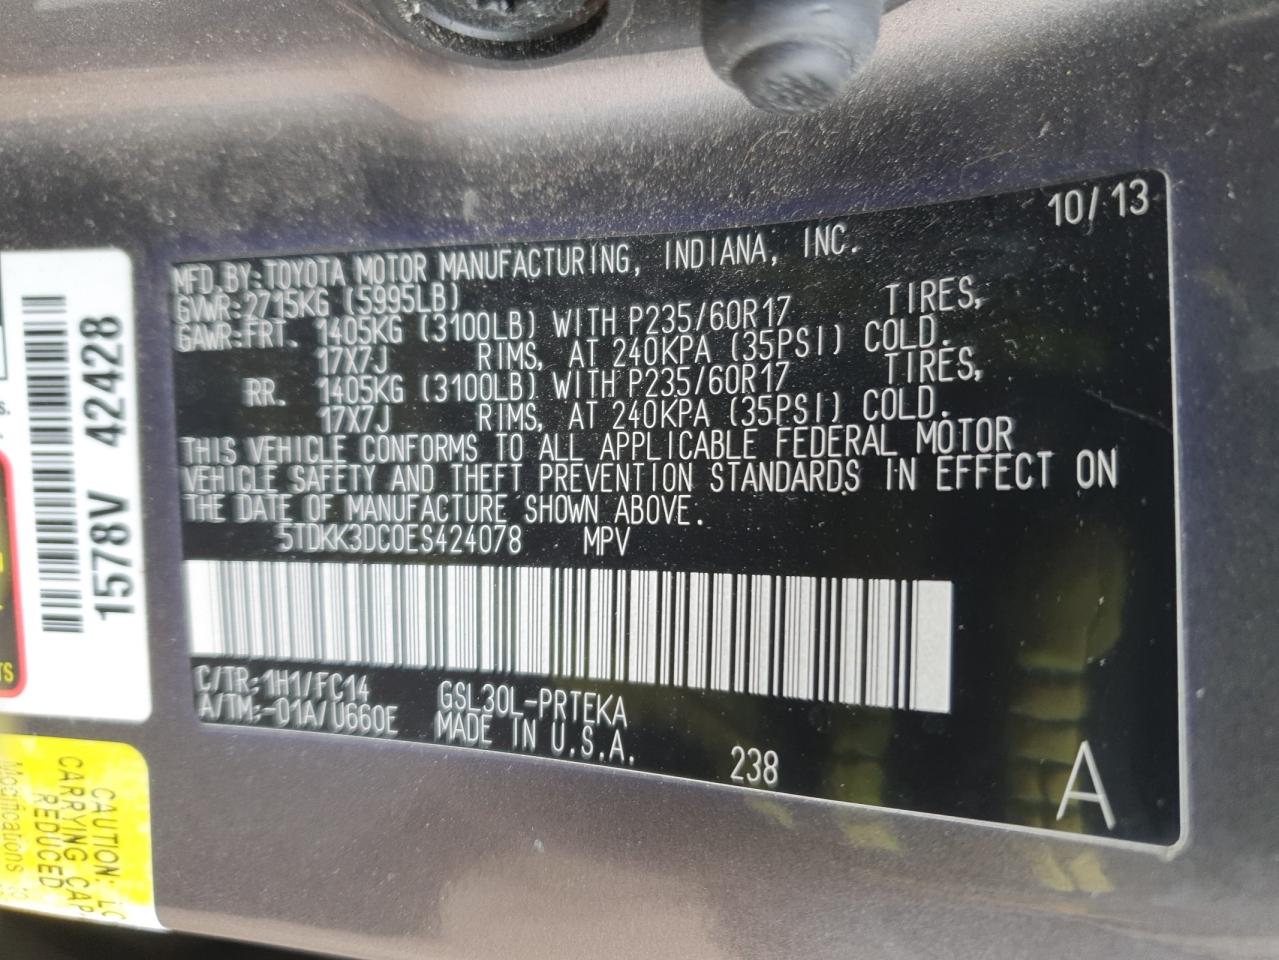 10/13
MFD.BY:TOYOTA MOTOR MANUFACTURING, INDIANA, INC.
GVWR:2715KG (5995LB)
GAWR-FRT. 1405KG (3100LB) WITH P235/60R17 TIRES,
17X7J RIMS, AT 240KPA (35PSI) COLD.
RR. 1405KG (3100LB) WITH P235/60R17 TIRES,
17X7J RIMS, AT 240KPA (35PSI) COLD.
THIS VEHICLE CONFORMS TO ALL APPLICABLE FEDERAL MOTOR
VEHICLE SAFETY AND THEFT PREVENTION STANDARDS IN EFFECT ON
THE DATE OF MANUFACTURE SHOWN ABOVE.
5TDKK3DC0ES424078 MPV
C/TR:1H1/FC14 GSL30L-PRTEKA
A/TM:-01A/U660E MADE IN U.S.A.
238
A
1578V 42428
CAUTION:
CARRYING CAP
REDUCED
Modifications